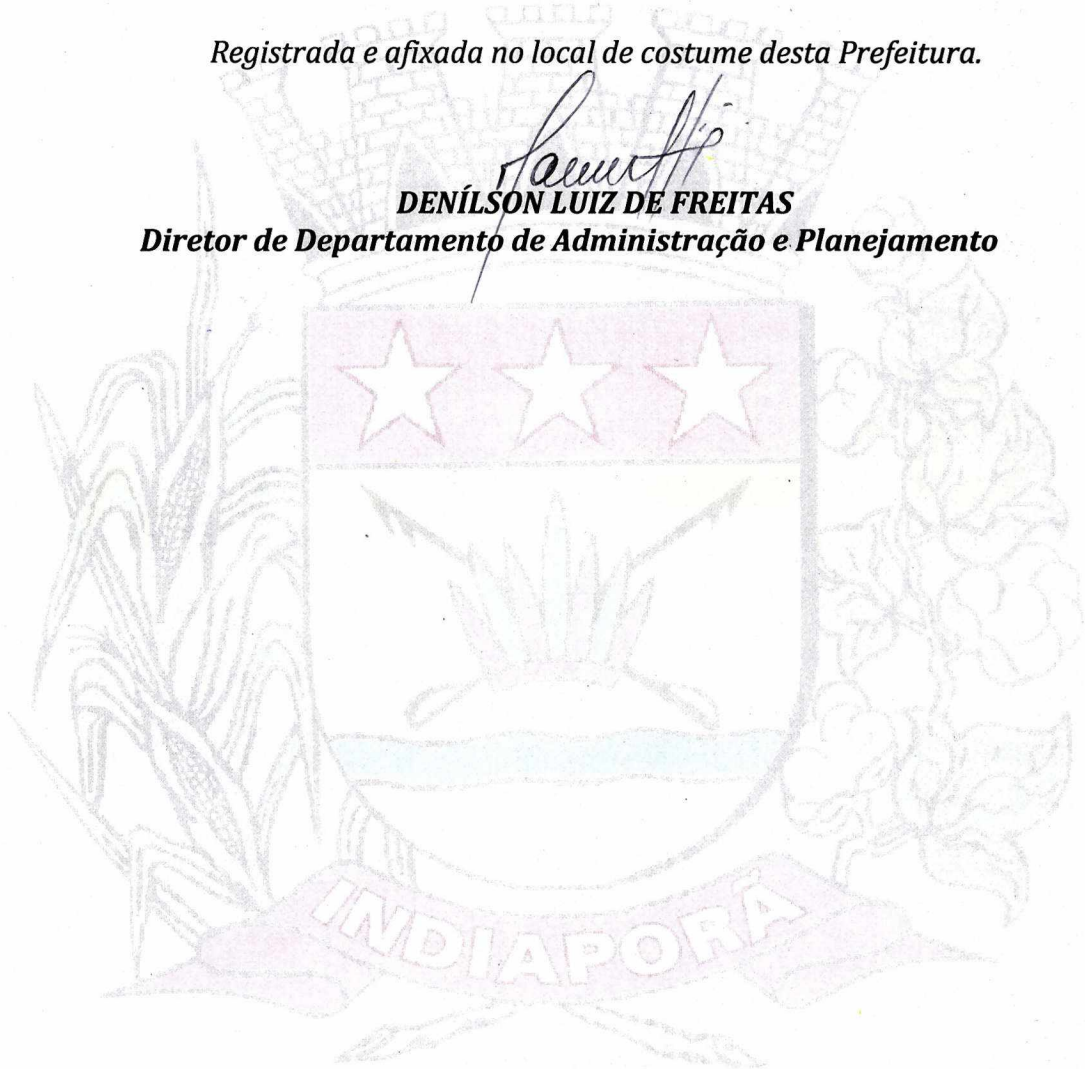 Registrada e afixada no local de costume desta Prefeitura.
DENÍLSON LUIZ DE FREITAS
Diretor de Departamento de Administração e Planejamento
INDIAPORÃ